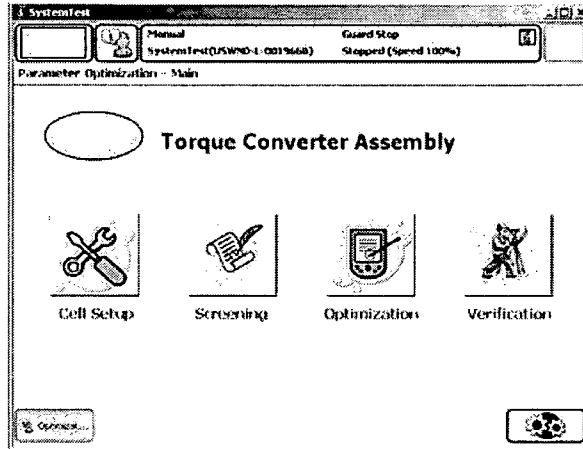 SystemTest
Manual
Guard Stop
SystemTest(USWND-L-0019668)
Stopped (Speed 100%)
Parameter Optimization - Main
Torque Converter Assembly
Cell Setup
Screening
Optimization
Verification